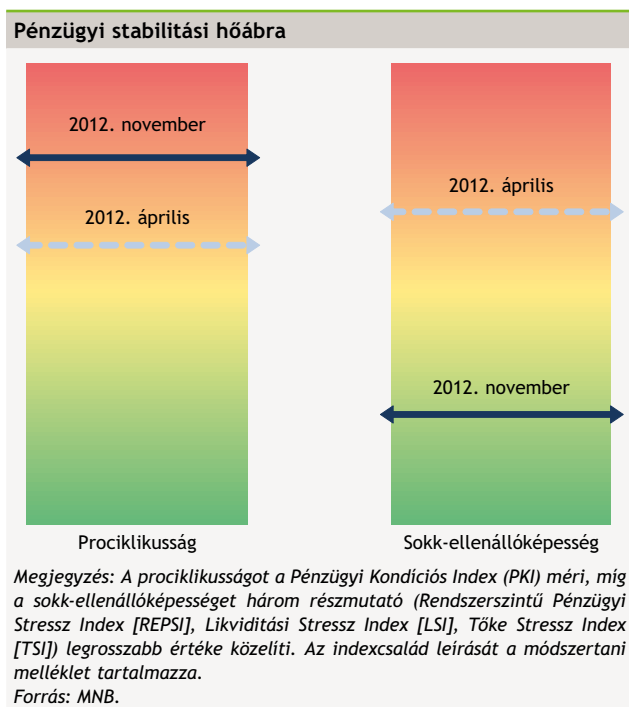 Pénzügyi stabilitási hőábra
2012. november
2012. április
2012. április
2012. november
Prociklikusság
Sokk-ellenállóképesség
Megjegyzés: A prociklikusságot a Pénzügyi Kondíciós Index (PKI) méri, míg
a sokk-ellenállóképességet három részmutató (Rendszerszintű Pénzügyi
Stressz Index [REPSI], Likviditási Stressz Index [LSI], Tőke Stressz Index
[TSI]) legrosszabb értéke közelíti. Az indexcsalád leírását a módszertani
melléklet tartalmazza.
Forrás: MNB.